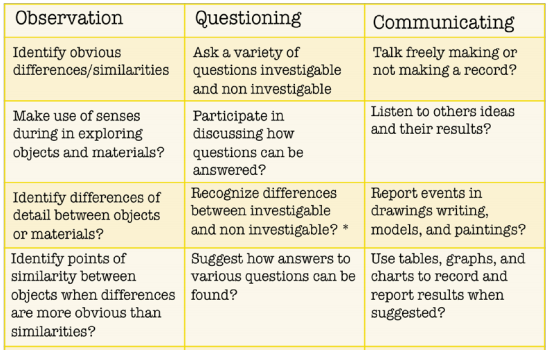 Observation
Questioning
Communicating
Identify obvious
differences/similarities
Ask a variety of
questions investigable
and non investigable
Talk freely making or
not making a record?
Make use of senses
during in exploring
objects and materials?
Participate in
discussing how
questions can be
answered?
Listen to others ideas
and their results?
Identify differences of
detail between objects
or materials?
Recognize differences
between investigable
and non investigable? *
Report events in
drawings writing,
models, and paintings?
Identify points of
similarity between
objects when differences
are more obvious than
similarities?
Suggest how answers to
various questions can be
found?
Use tables, graphs, and
charts to record and
report results when
suggested?